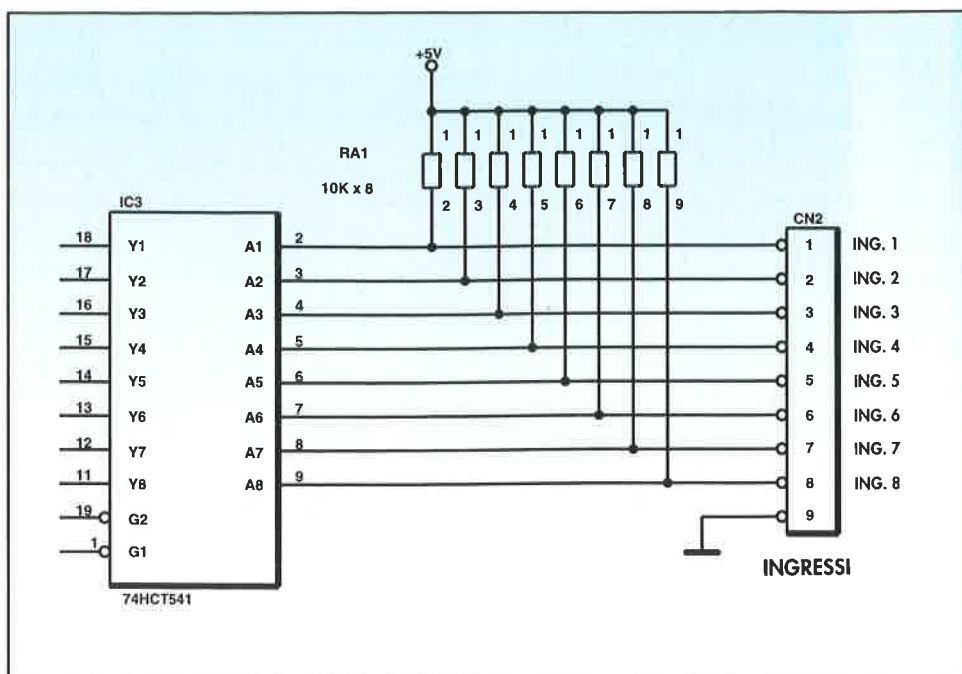 +5V
1 1 1 1 1 1 1 1
RA1
10K x 8
2 3 4 5 6 7 8 9
IC3
CN2
18 Y1 A1 2 1 ING. 1
17 Y2 A2 3 2 ING. 2
16 Y3 A3 4 3 ING. 3
15 Y4 A4 5 4 ING. 4
14 Y5 A5 6 5 ING. 5
13 Y6 A6 7 6 ING. 6
12 Y7 A7 8 7 ING. 7
11 Y8 A8 9 8 ING. 8
19 G2 9
1 G1
INGRESSI
74HCT541